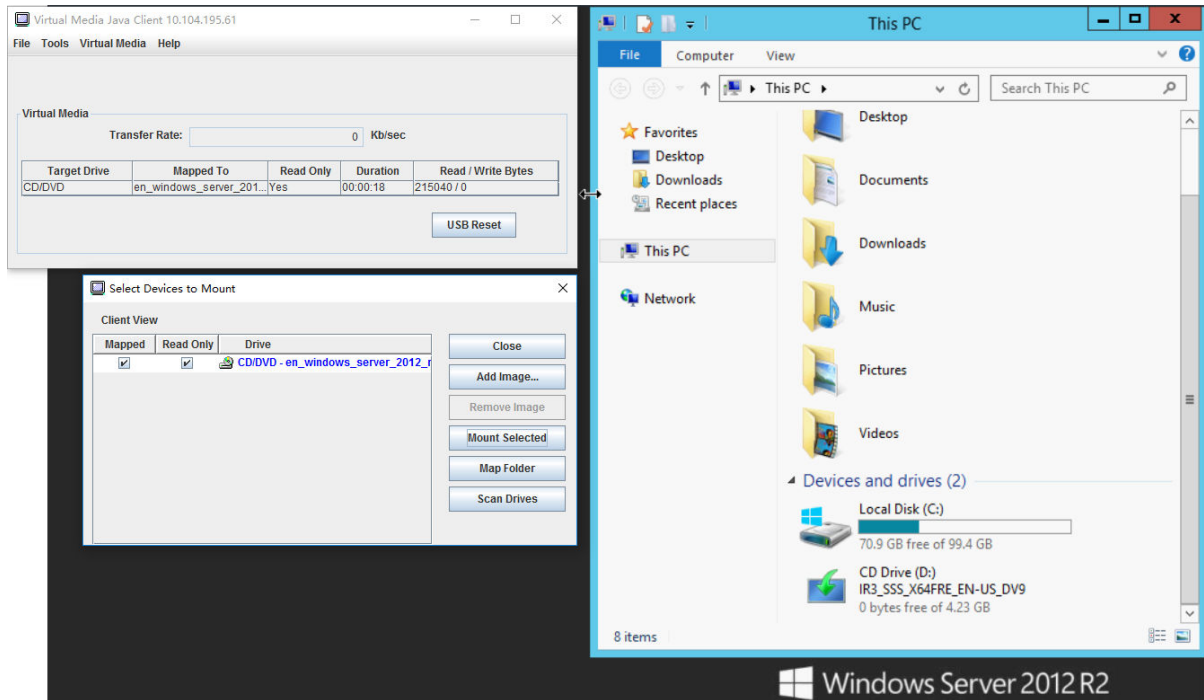 Virtual Media Java Client 10.104.195.61
File Tools Virtual Media Help
Virtual Media
Transfer Rate: 0 Kb/sec
Target Drive Mapped To Read Only Duration Read / Write Bytes
CD/DVD en_windows_server_201... Yes 00:00:18 215040 / 0
USB Reset
Select Devices to Mount
Client View
Mapped Read Only Drive
CD/DVD - en_windows_server_2012_r
Close
Add Image...
Remove Image
Mount Selected
Map Folder
Scan Drives
This PC
File Computer View
This PC
Search This PC
Favorites
Desktop
Downloads
Recent places
This PC
Network
Desktop
Documents
Downloads
Music
Pictures
Videos
Devices and drives (2)
Local Disk (C:)
70.9 GB free of 99.4 GB
CD Drive (D:)
IR3_SSS_X64FRE_EN-US_DV9
0 bytes free of 4.23 GB
8 items
Windows Server 2012 R2